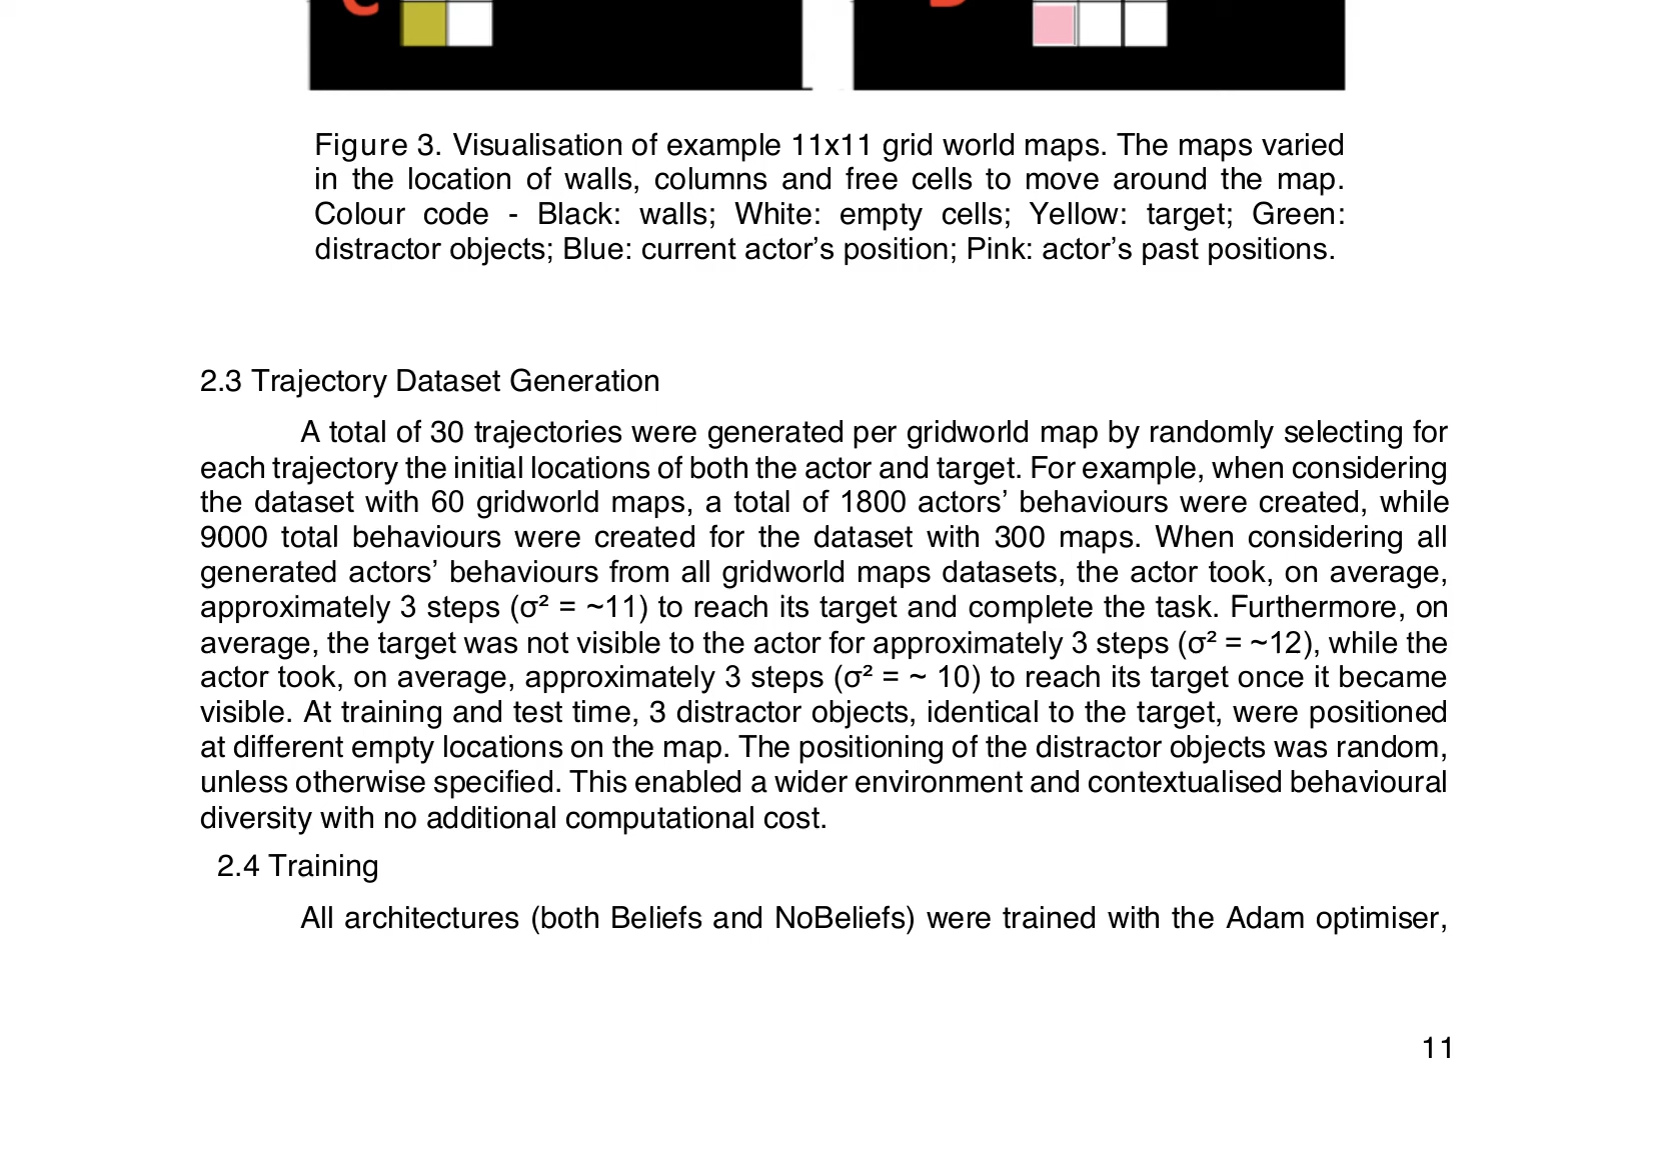 Figure 3. Visualisation of example 11x11 grid world maps. The maps varied
in the location of walls, columns and free cells to move around the map.
Colour code - Black: walls; White: empty cells; Yellow: target; Green:
distractor objects; Blue: current actor’s position; Pink: actor’s past positions.
2.3 Trajectory Dataset Generation
A total of 30 trajectories were generated per gridworld map by randomly selecting for
each trajectory the initial locations of both the actor and target. For example, when considering
the dataset with 60 gridworld maps, a total of 1800 actors’ behaviours were created, while
9000 total behaviours were created for the dataset with 300 maps. When considering all
generated actors’ behaviours from all gridworld maps datasets, the actor took, on average,
approximately 3 steps (σ² = ~11) to reach its target and complete the task. Furthermore, on
average, the target was not visible to the actor for approximately 3 steps (σ² = ~12), while the
actor took, on average, approximately 3 steps (σ² = ~ 10) to reach its target once it became
visible. At training and test time, 3 distractor objects, identical to the target, were positioned
at different empty locations on the map. The positioning of the distractor objects was random,
unless otherwise specified. This enabled a wider environment and contextualised behavioural
diversity with no additional computational cost.
2.4 Training
All architectures (both Beliefs and NoBeliefs) were trained with the Adam optimiser,
11